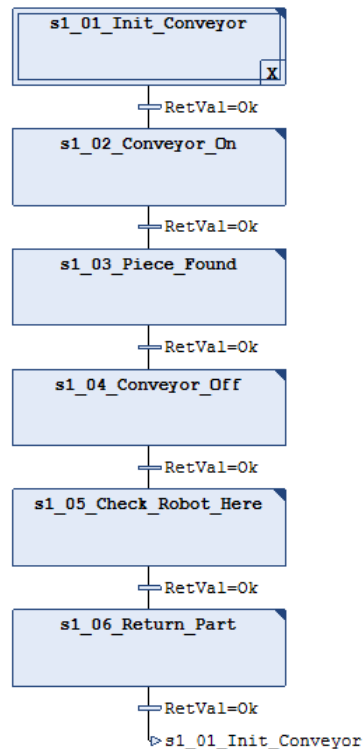 s1_01_Init_Conveyor
X
RetVal=Ok
s1_02_Conveyor_On
RetVal=Ok
s1_03_Piece_Found
RetVal=Ok
s1_04_Conveyor_Off
RetVal=Ok
s1_05_Check_Robot_Here
RetVal=Ok
s1_06_Return_Part
RetVal=Ok
s1_01_Init_Conveyor